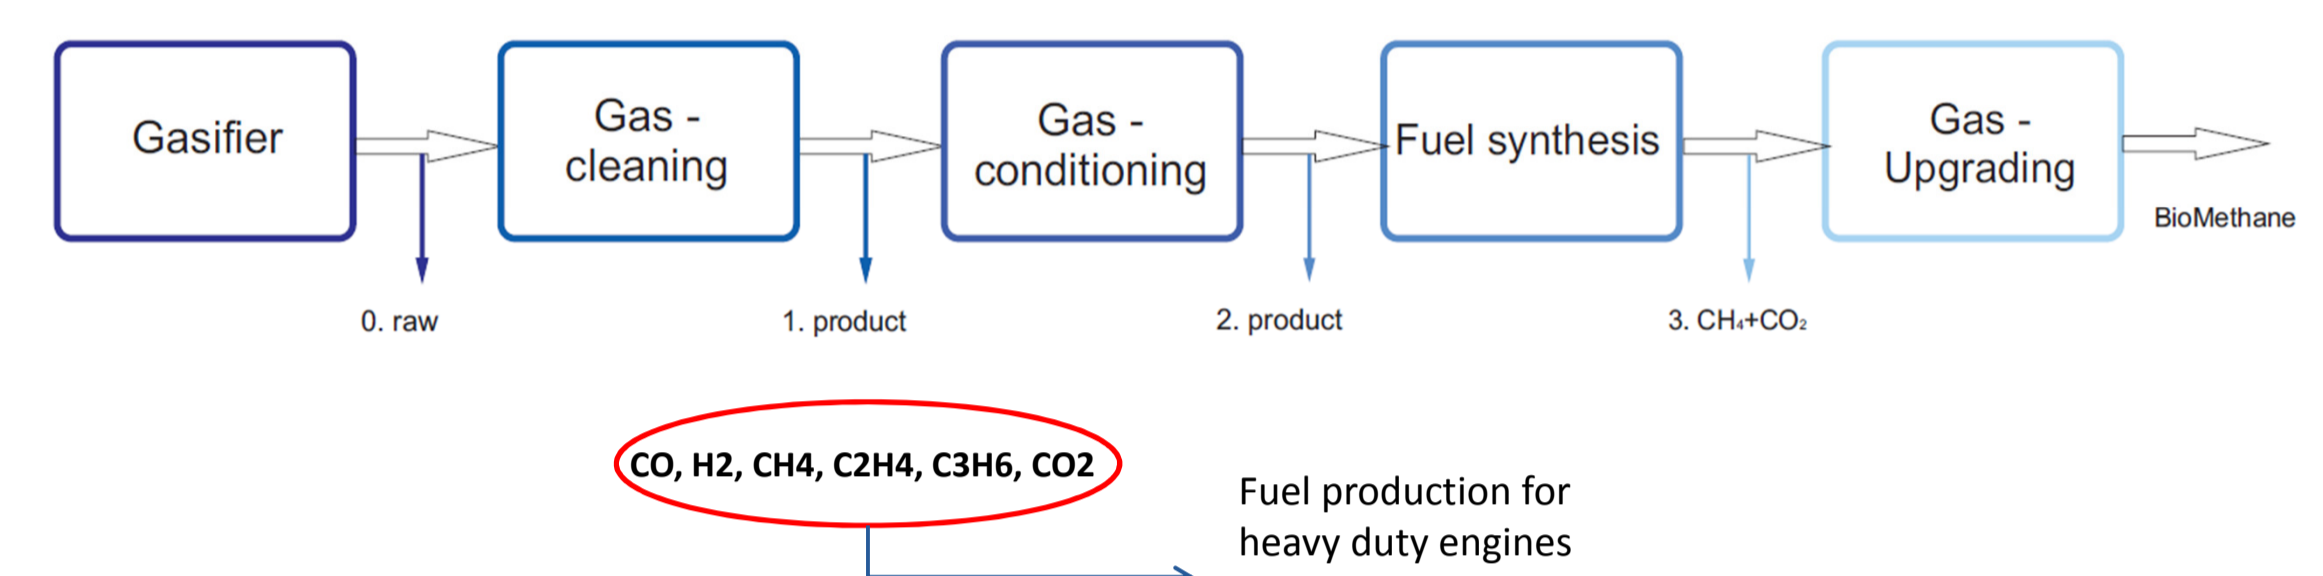 Gasifier
Gas -
cleaning
Gas -
conditioning
Fuel synthesis
Gas -
Upgrading
BioMethane
0. raw
1. product
2. product
3. CH₄+CO₂
CO, H2, CH4, C2H4, C3H6, CO2
Fuel production for
heavy duty engines